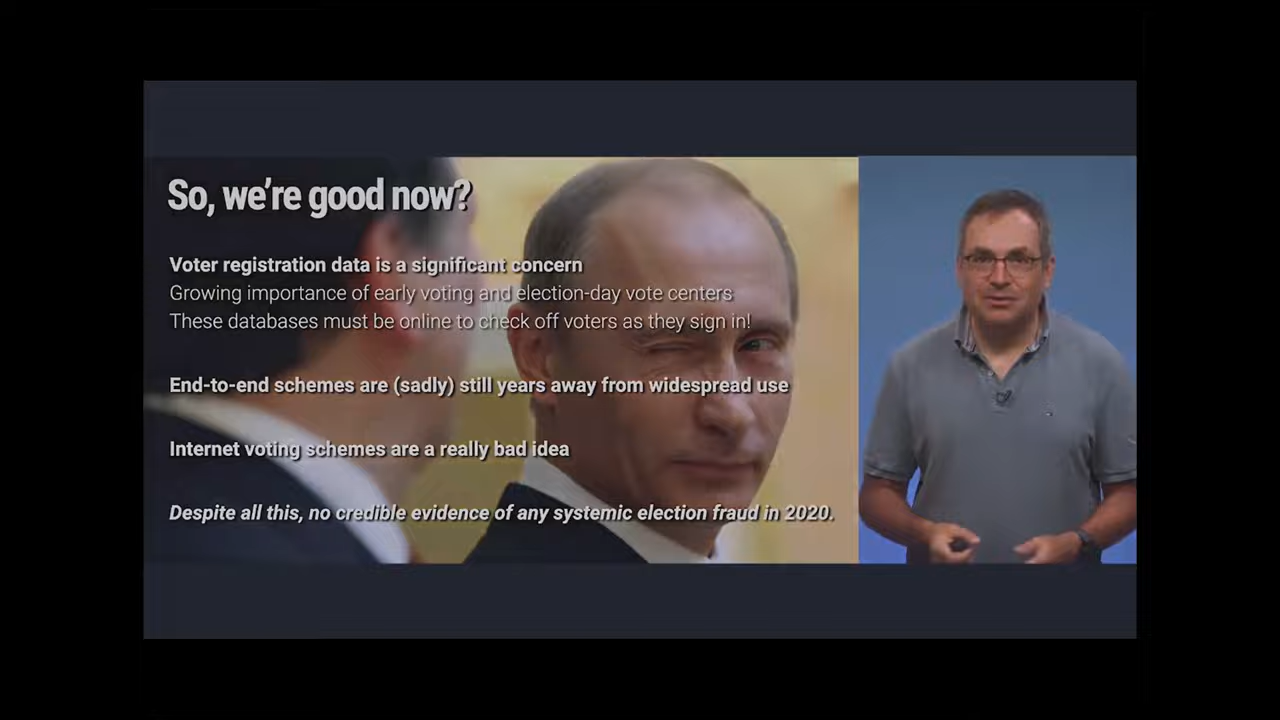 So, we're good now?
Voter registration data is a significant concern
Growing importance of early voting and election-day vote centers
These databases must be online to check off voters as they sign in!
End-to-end schemes are (sadly) still years away from widespread use
Internet voting schemes are a really bad idea
Despite all this, no credible evidence of any systemic election fraud in 2020.